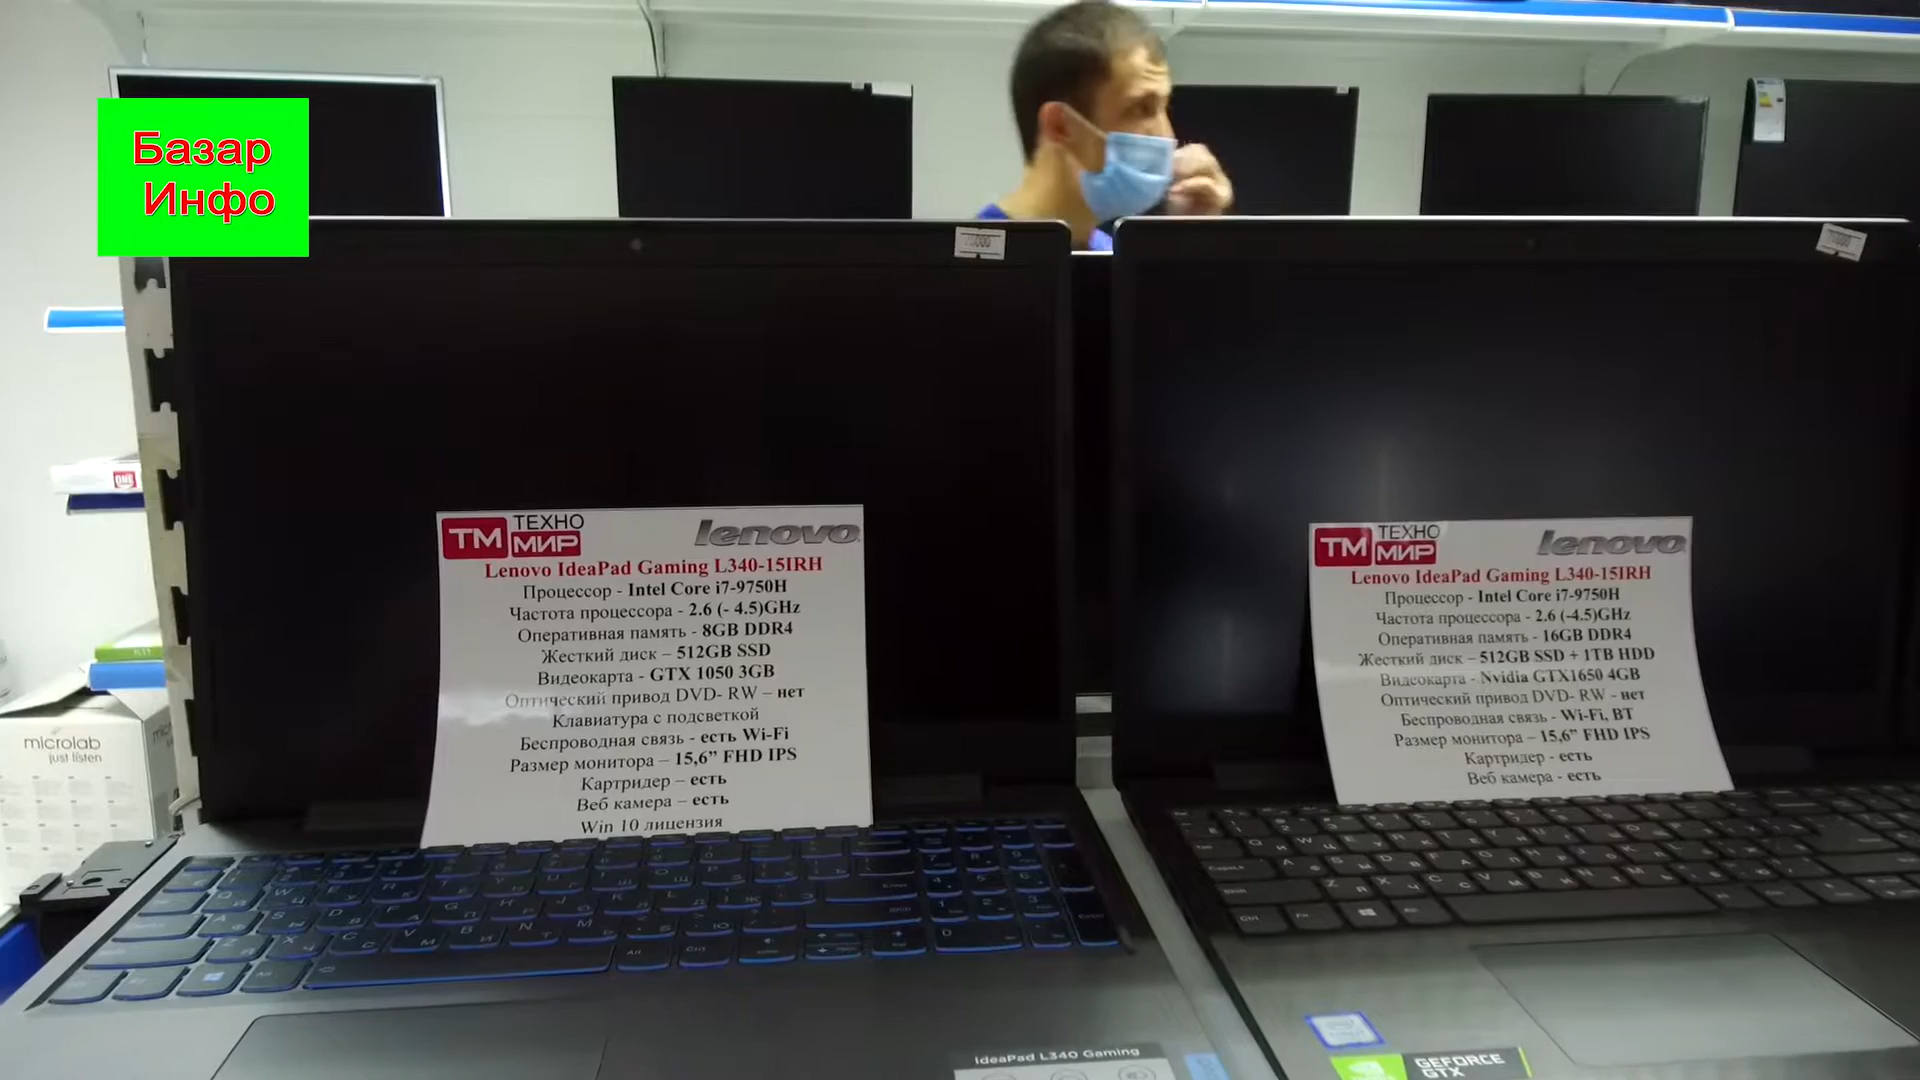 Базар
Инфо
ТМ ТЕХНО
МИР
lenovo
Lenovo IdeaPad Gaming L340-15IRH
Процессор - Intel Core i7-9750H
Частота процессора - 2.6 (- 4.5)GHz
Оперативная память - 8GB DDR4
Жесткий диск – 512GB SSD
Видеокарта - GTX 1050 3GB
Оптический привод DVD- RW – нет
Клавиатура с подсветкой
Беспроводная связь - есть Wi-Fi
Размер монитора – 15,6” FHD IPS
Картридер – есть
Веб камера – есть
Win 10 лицензия
ТМ ТЕХНО
МИР
lenovo
Lenovo IdeaPad Gaming L340-15IRH
Процессор - Intel Core i7-9750H
Частота процессора - 2.6 (-4.5)GHz
Оперативная память - 16GB DDR4
Жесткий диск – 512GB SSD + 1TB HDD
Видеокарта - Nvidia GTX1650 4GB
Оптический привод DVD- RW - нет
Беспроводная связь - Wi-Fi, BT
Размер монитора – 15,6” FHD IPS
Картридер - есть
Веб камера - есть
microlab
just listen
ONE
IdeaPad L340 Gaming
GEFORCE
GTX